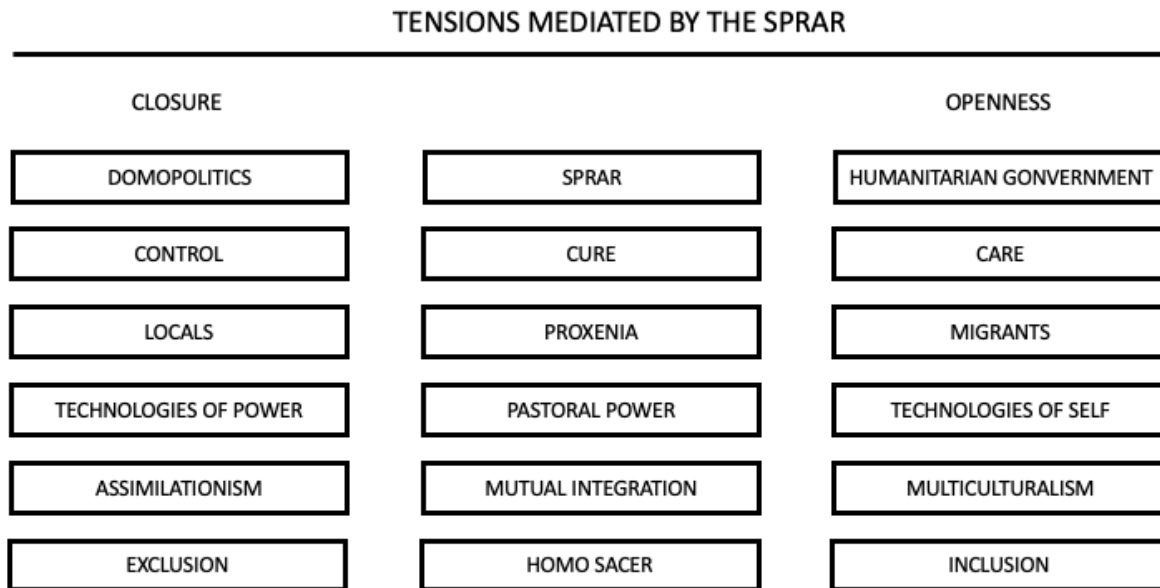 TENSIONS MEDIATED BY THE SPRAR
CLOSURE OPENNESS
DOMOPOLITICS SPRAR HUMANITARIAN GONVERNMENT
CONTROL CURE CARE
LOCALS PROXENIA MIGRANTS
TECHNOLOGIES OF POWER PASTORAL POWER TECHNOLOGIES OF SELF
ASSIMILATIONISM MUTUAL INTEGRATION MULTICULTURALISM
EXCLUSION HOMO SACER INCLUSION